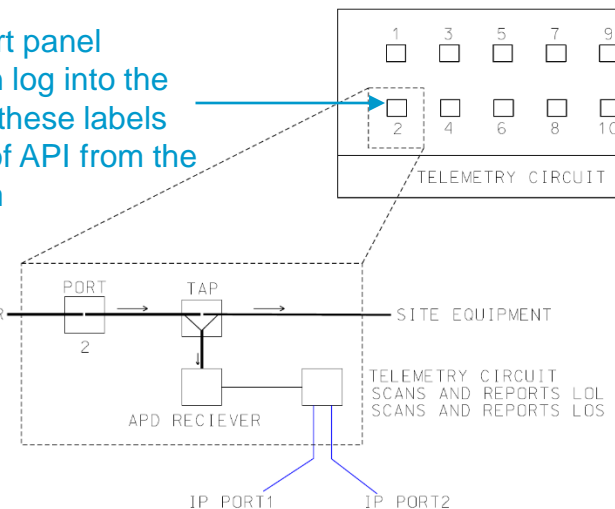 rt panel
log into the
these labels
of API from the
1 3 5 7 9
2 4 6 8 10
TELEMETRY CIRCUIT
PORT TAP
SITE EQUIPMENT
2
APD RECIEVER
TELEMETRY CIRCUIT
SCANS AND REPORTS LOL
SCANS AND REPORTS LOS
IP PORT1 IP PORT2